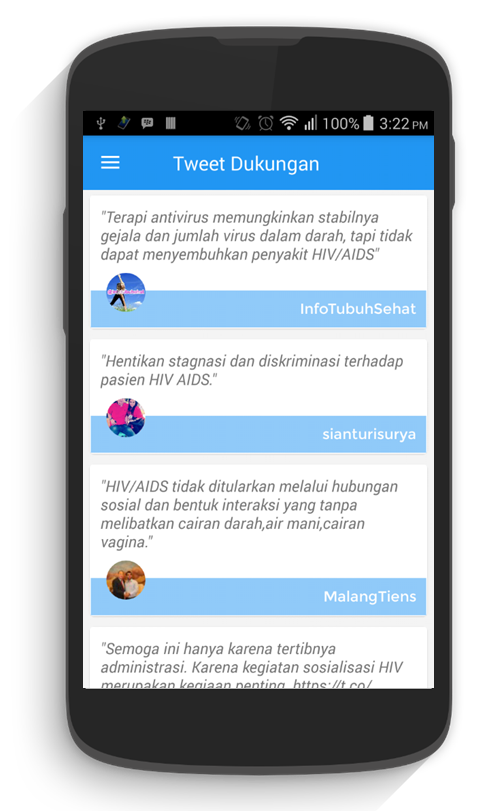 100% 3:22 PM
Tweet Dukungan
"Terapi antivirus memungkinkan stabilnya
gejala dan jumlah virus dalam darah, tapi tidak
dapat menyembuhkan penyakit HIV/AIDS"
InfoTubuhSehat
"Hentikan stagnasi dan diskriminasi terhadap
pasien HIV AIDS."
sianturisurya
"HIV/AIDS tidak ditularkan melalui hubungan
sosial dan bentuk interaksi yang tanpa
melibatkan cairan darah,air mani,cairan
vagina."
MalangTiens
"Semoga ini hanya karena tertibnya
administrasi. Karena kegiatan sosialisasi HIV
merupakan kegiaan penting. https://t.co/